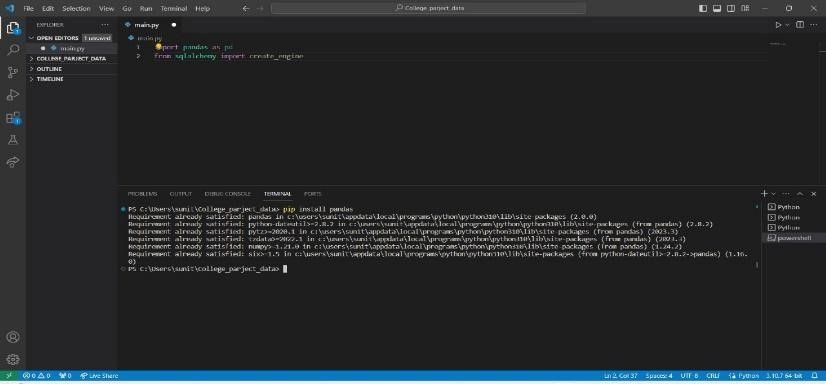 File Edit Selection View Go Run Terminal Help
College_parject_data
EXPLORER
OPEN EDITORS 1 unsaved
main.py
COLLEGE_PARJECT_DATA
OUTLINE
TIMELINE
main.py
main.py
1 import pandas as pd
2 from sqlalchemy import create_engine
PROBLEMS OUTPUT DEBUG CONSOLE TERMINAL PORTS
PS C:\Users\sunit\College_parject_data> pip install pandas
Requirement already satisfied: pandas in c:\users\sunit\appdata\local\programs\python\python310\lib\site-packages (2.0.0)
Requirement already satisfied: python-dateutil>=2.8.2 in c:\users\sunit\appdata\local\programs\python\python310\lib\site-packages (from pandas) (2.8.2)
Requirement already satisfied: pytz>=2020.1 in c:\users\sunit\appdata\local\programs\python\python310\lib\site-packages (from pandas) (2023.3)
Requirement already satisfied: tzdata>=2022.1 in c:\users\sunit\appdata\local\programs\python\python310\lib\site-packages (from pandas) (2023.3)
Requirement already satisfied: numpy>=1.21.0 in c:\users\sunit\appdata\local\programs\python\python310\lib\site-packages (from pandas) (1.24.2)
Requirement already satisfied: six>=1.5 in c:\users\sunit\appdata\local\programs\python\python310\lib\site-packages (from python-dateutil>=2.8.2->pandas) (1.16.
0)
PS C:\Users\sunit\College_parject_data>
Python
Python
Python
powershell
0 0 0 Live Share Ln 2, Col 37 Spaces: 4 UTF-8 CRLF Python 3.10.7 64-bit